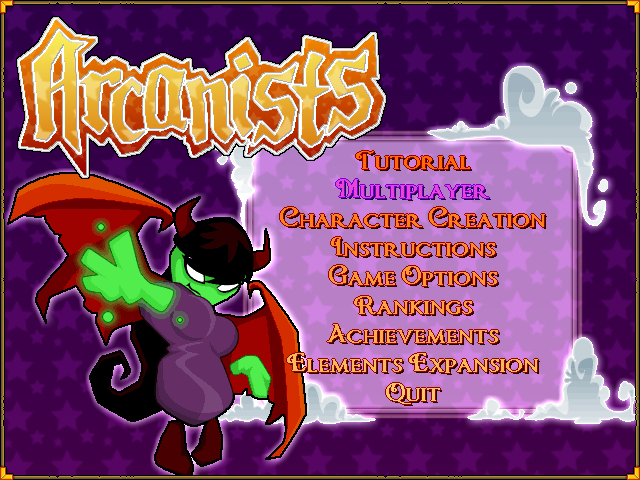 Arcanists
Tutorial
Multiplayer
Character Creation
Instructions
Game Options
Rankings
Achievements
Elements Expansion
Quit